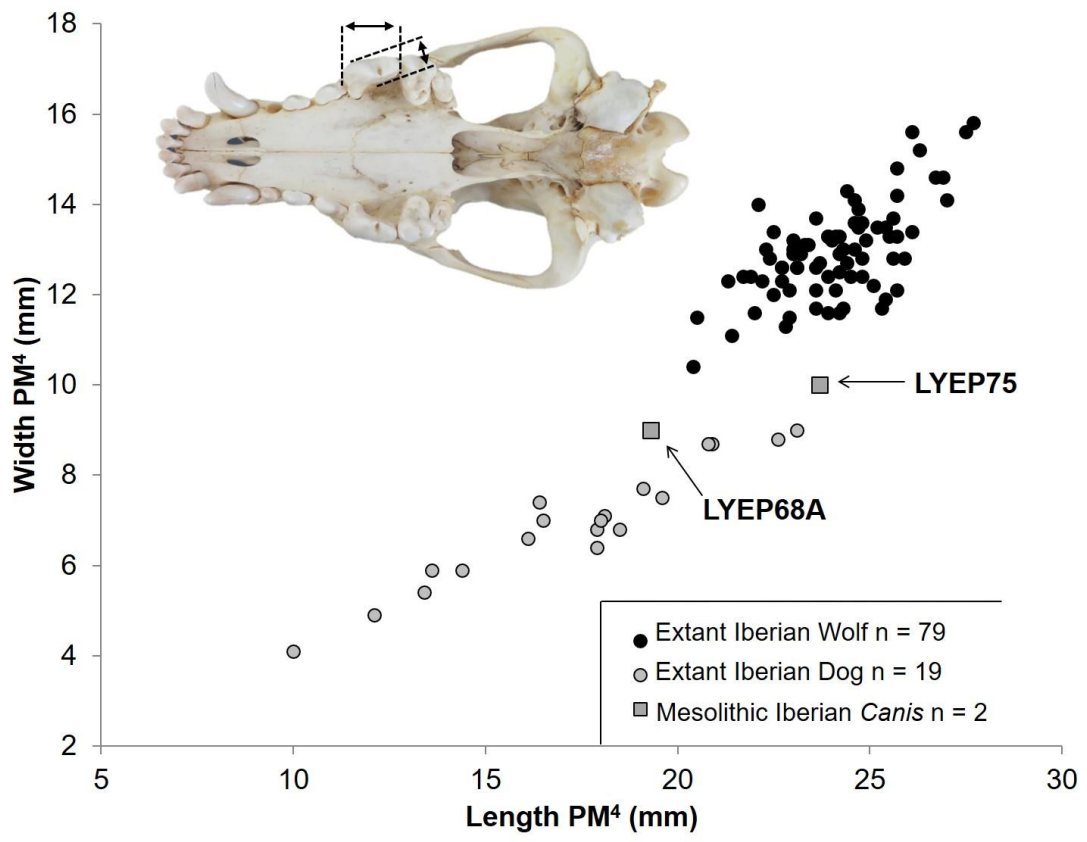 18
16
14
12
10
8
6
4
2
Width PM⁴ (mm)
LYEP75
LYEP68A
Extant Iberian Wolf n = 79
Extant Iberian Dog n = 19
Mesolithic Iberian Canis n = 2
5 10 15 20 25 30
Length PM⁴ (mm)